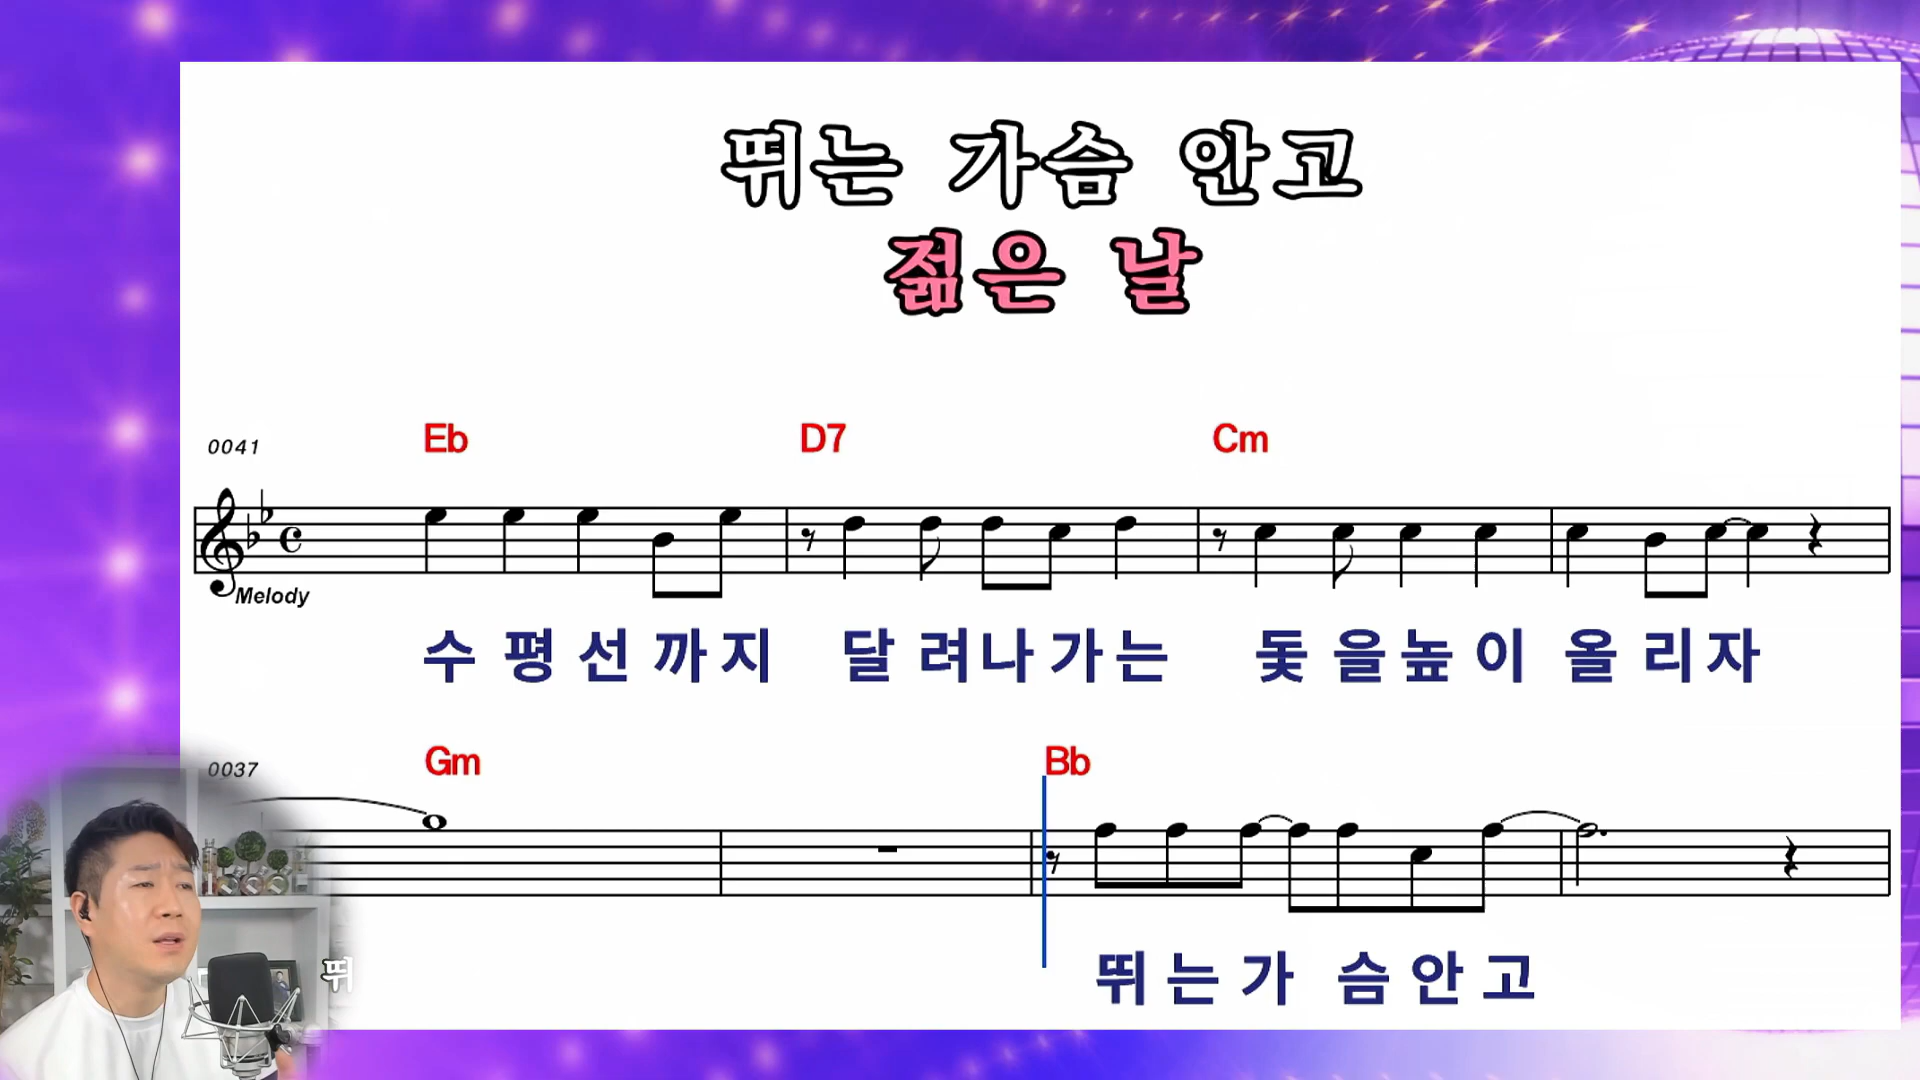 뛰는 가슴 안고
젊은 날
0041 Eb D7 Cm
Melody
수 평 선 까 지 달 려 나 가 는 돛 을 높 이 올 리 자
0037 Gm Bb
뛰
뛰 는 가 슴 안 고